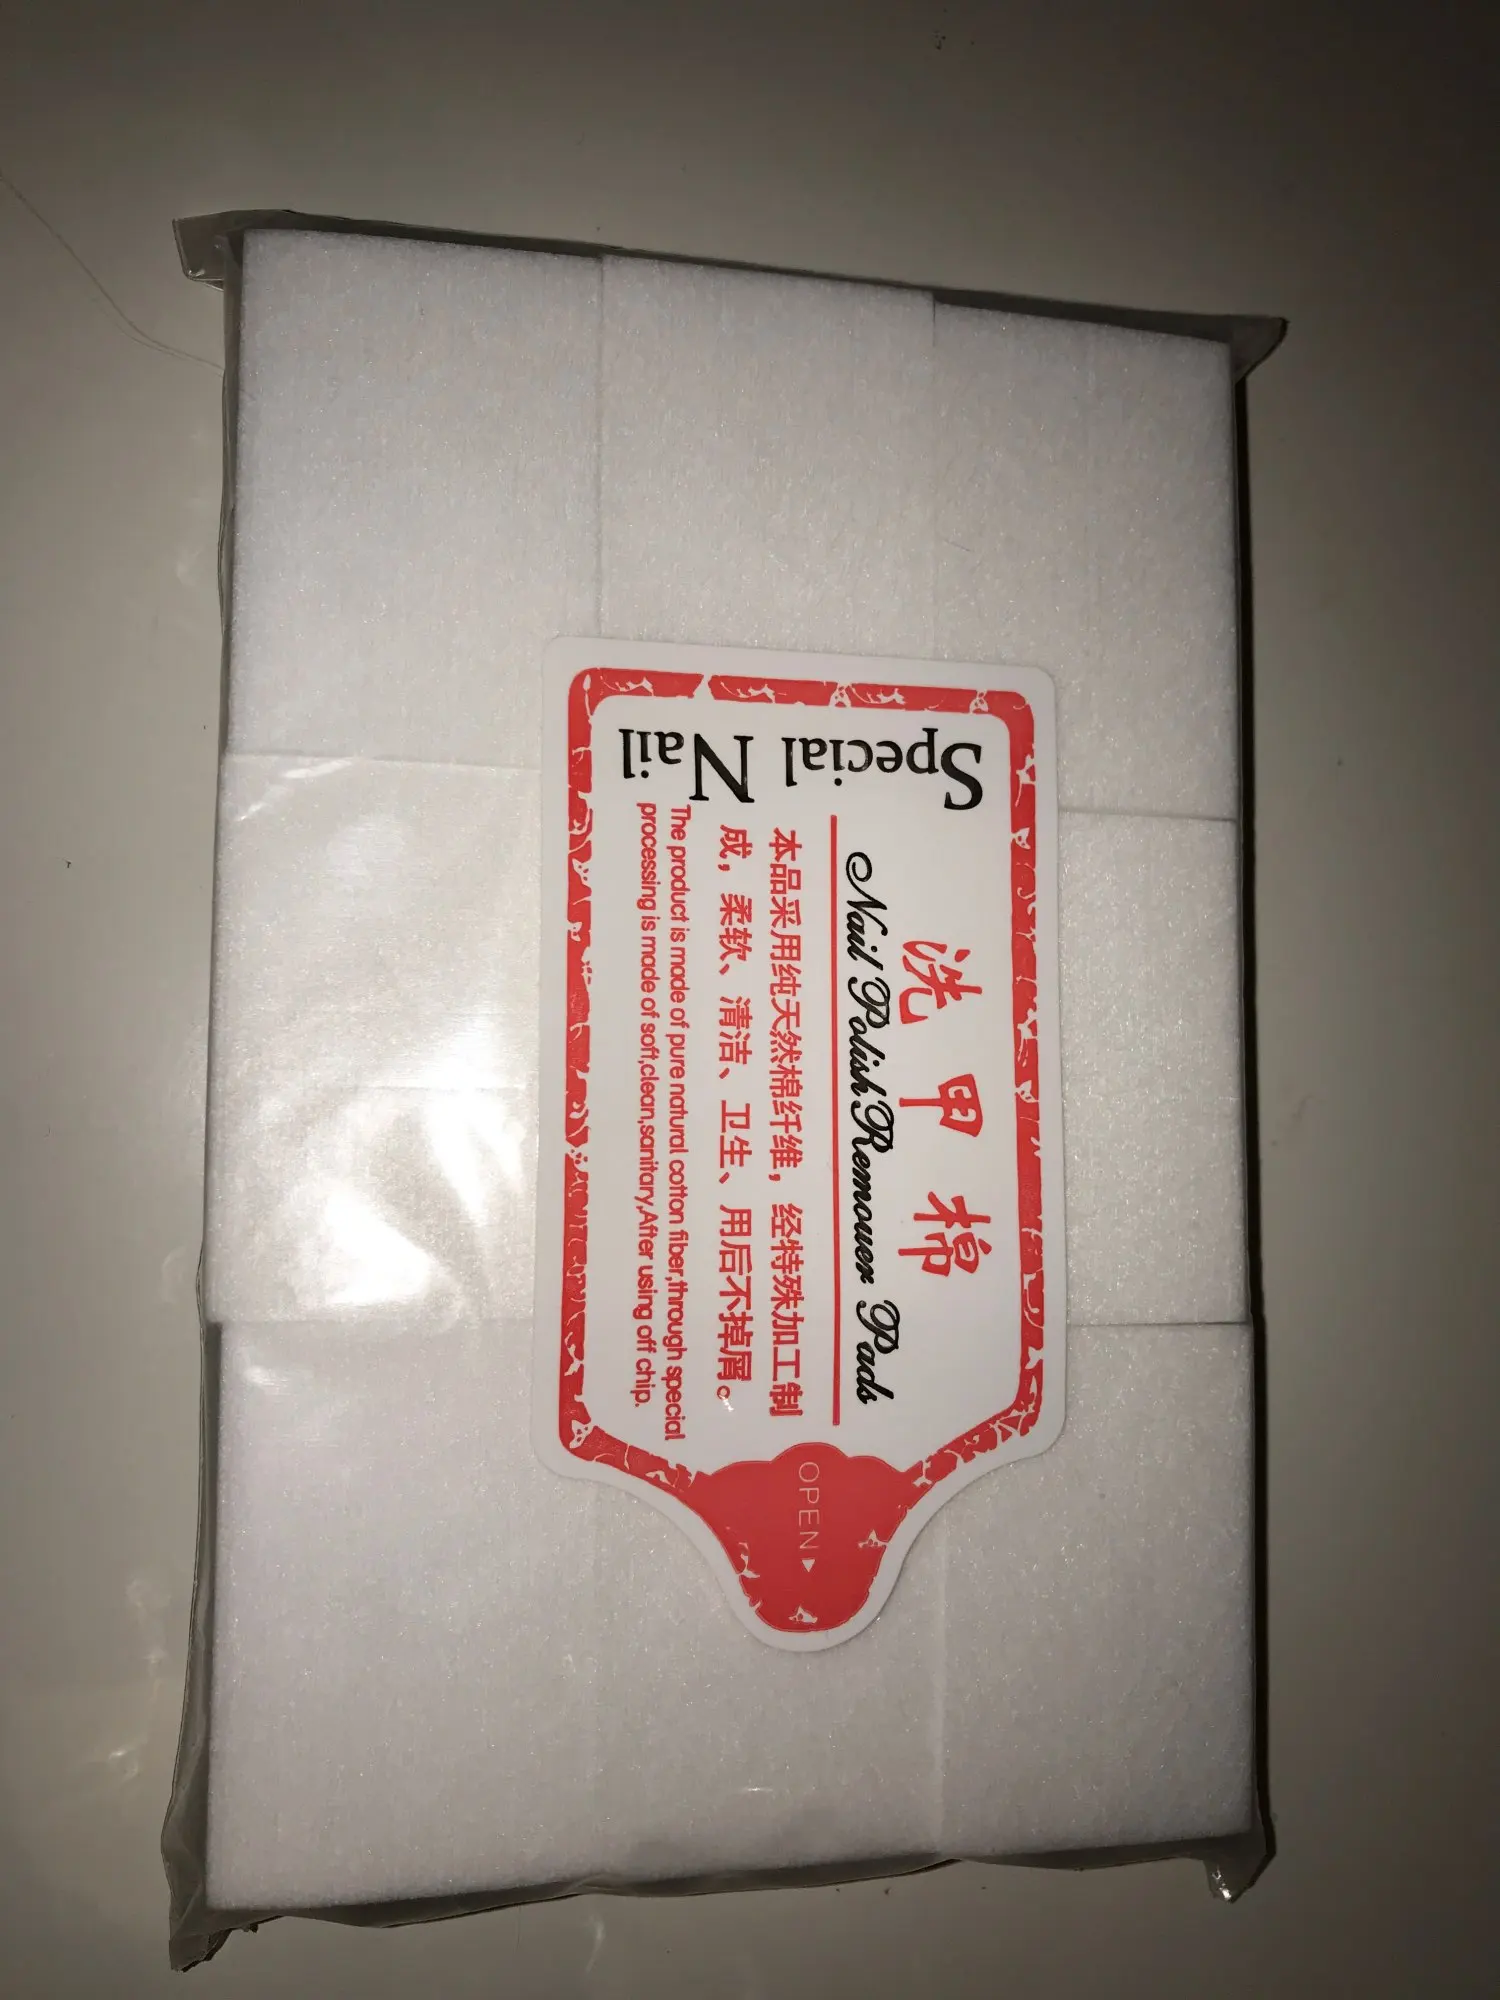 Special Nail
洗甲棉
Nail Polish Remouer Pads
本品采用纯天然棉纤维，经特殊加工制
成，柔软、清洁、卫生、用后不掉屑。
The product is made of pure natural cotton fiber,through special
processing is made of soft,clean,sanitary,After using off chip.
OPEN